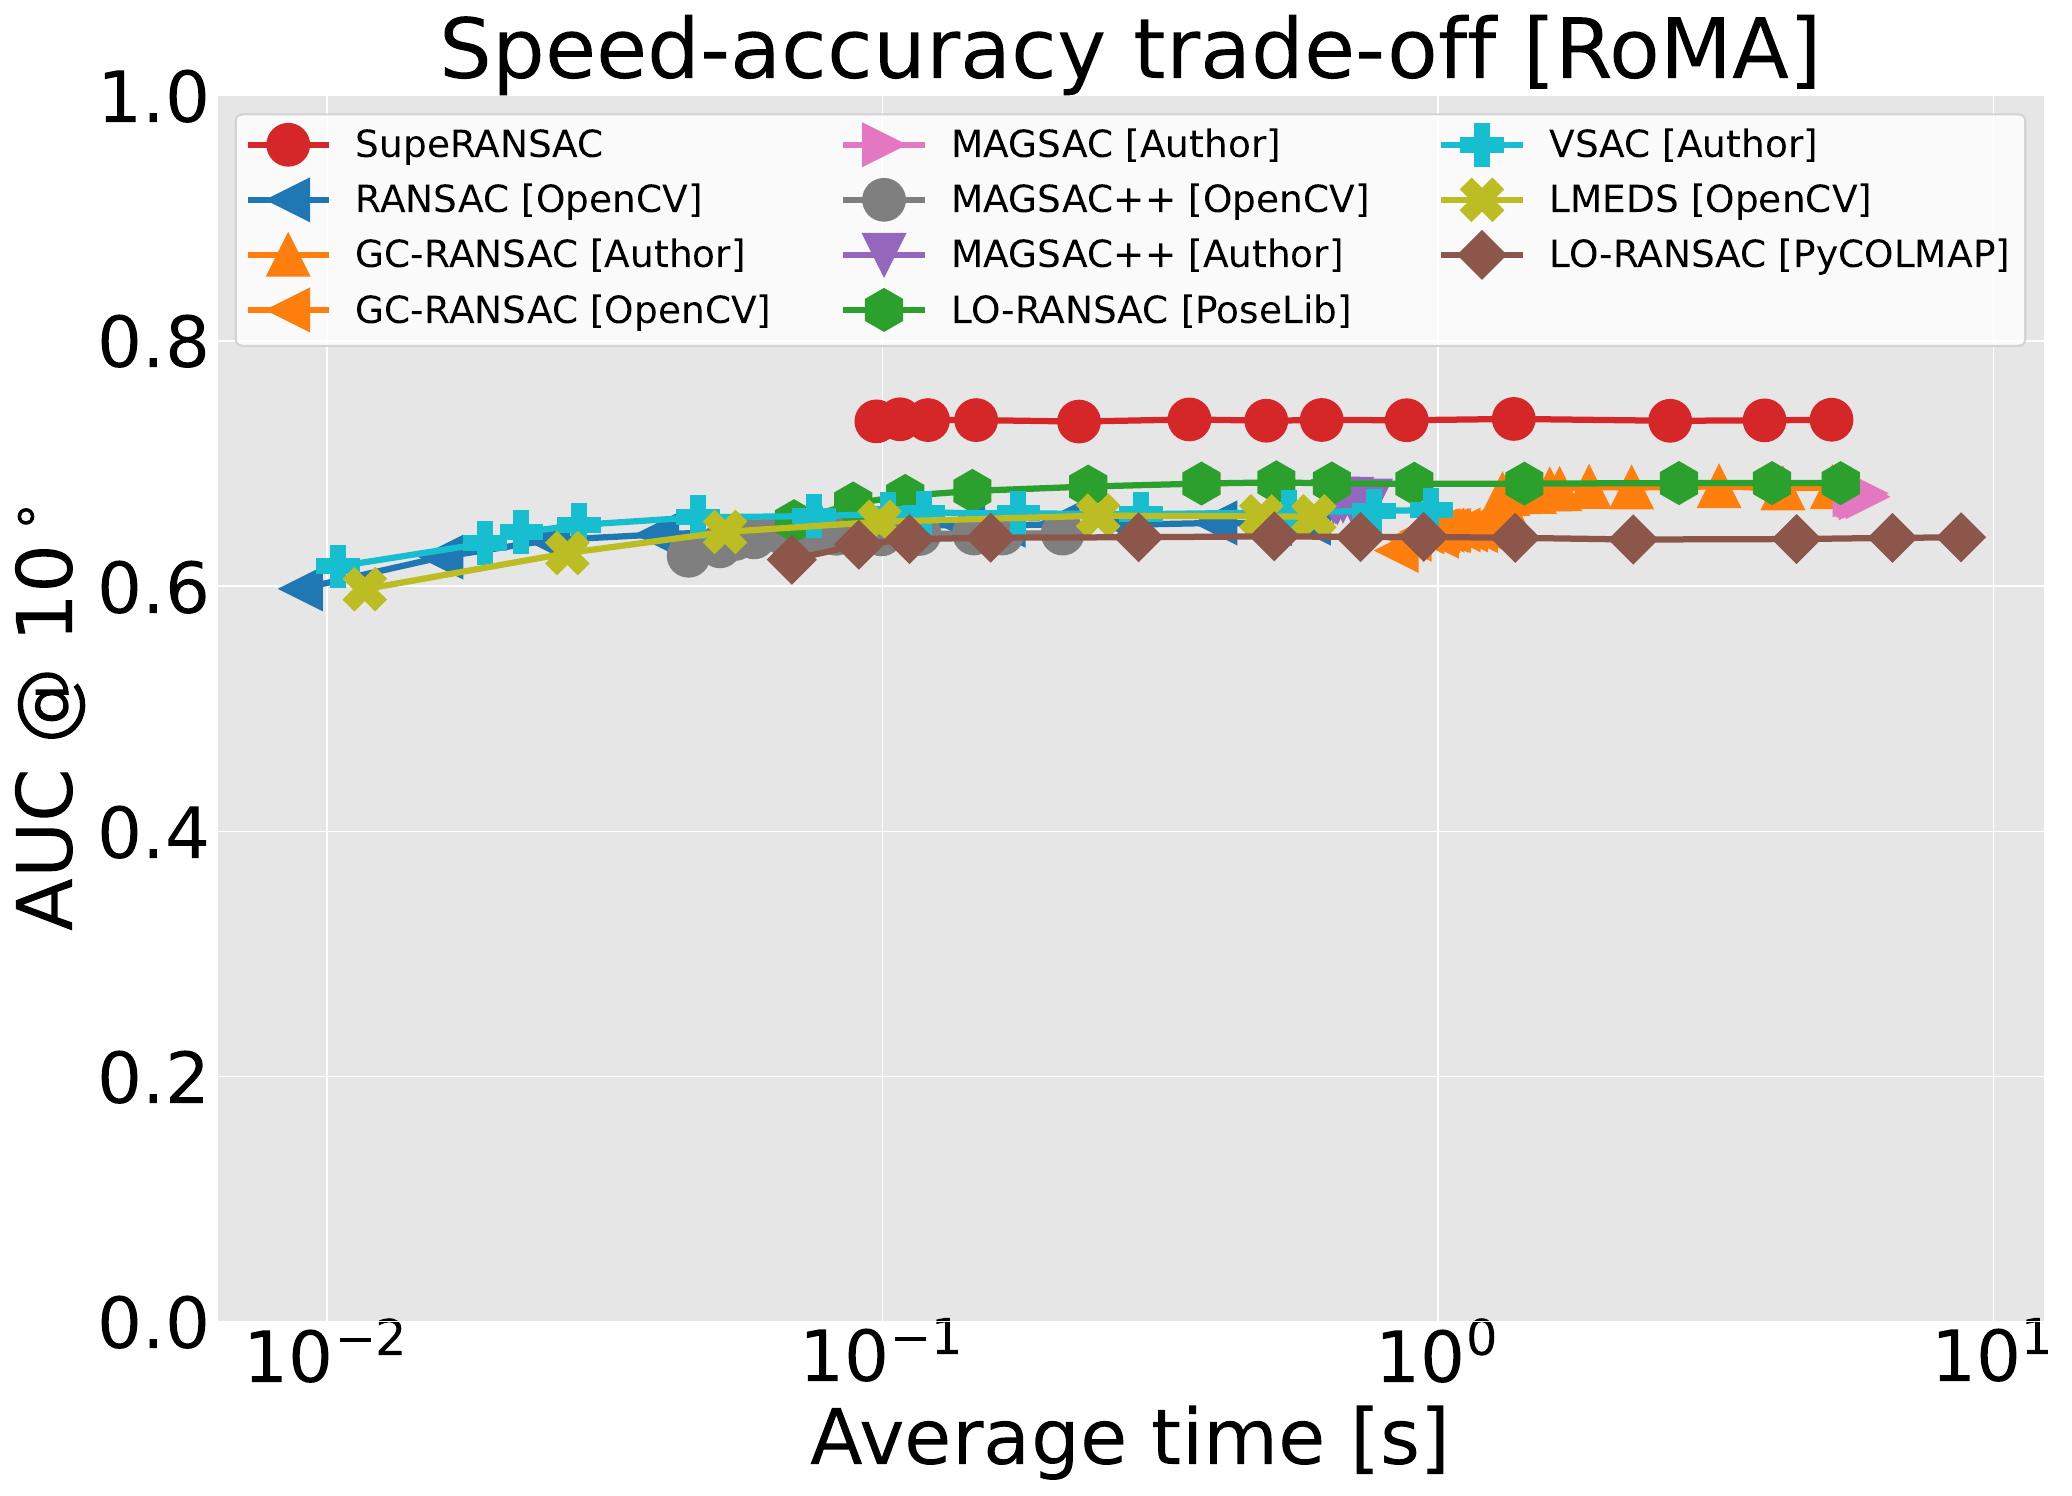 Speed-accuracy trade-off [RoMA]
1.0
SupeRANSAC
RANSAC [OpenCV]
GC-RANSAC [Author]
GC-RANSAC [OpenCV]
MAGSAC [Author]
MAGSAC++ [OpenCV]
MAGSAC++ [Author]
LO-RANSAC [PoseLib]
VSAC [Author]
LMEDS [OpenCV]
LO-RANSAC [PyCOLMAP]
0.8
0.6
0.4
0.2
0.0
AUC @ 10°
10⁻² 10⁻¹ 10⁰ 10¹
Average time [s]